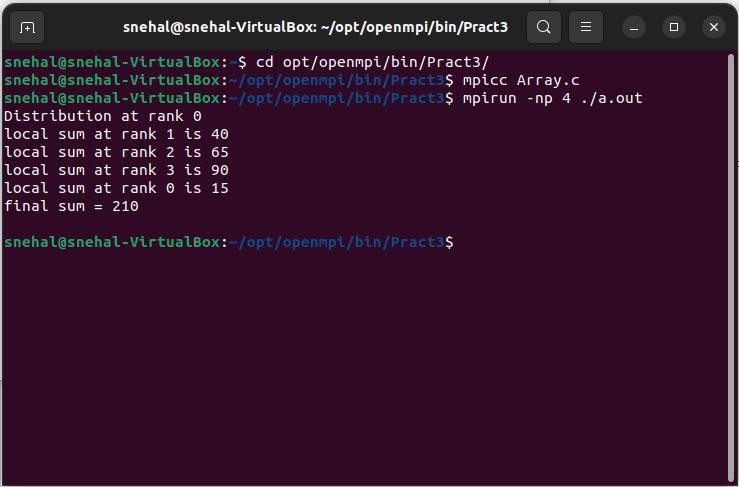 snehal@snehal-VirtualBox: ~/opt/openmpi/bin/Pract3
snehal@snehal-VirtualBox:~$ cd opt/openmpi/bin/Pract3/
snehal@snehal-VirtualBox:~/opt/openmpi/bin/Pract3$ mpicc Array.c
snehal@snehal-VirtualBox:~/opt/openmpi/bin/Pract3$ mpirun -np 4 ./a.out
Distribution at rank 0
local sum at rank 1 is 40
local sum at rank 2 is 65
local sum at rank 3 is 90
local sum at rank 0 is 15
final sum = 210
snehal@snehal-VirtualBox:~/opt/openmpi/bin/Pract3$